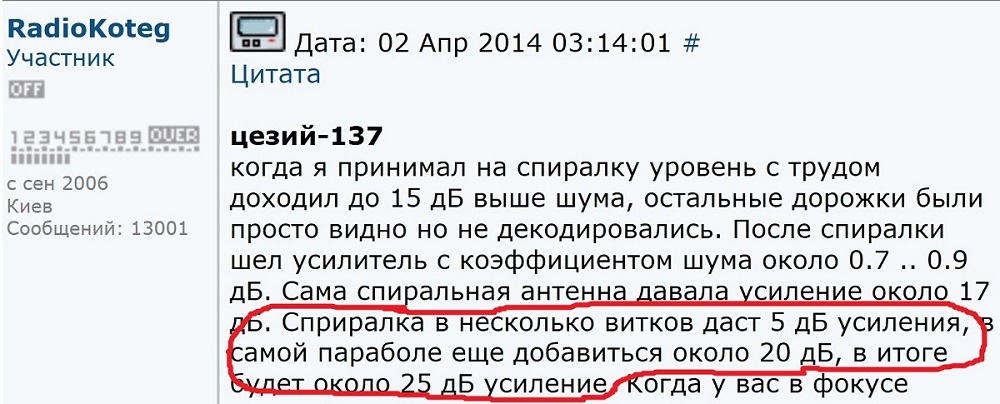 RadioKoteg
Участник
OFF
123456789 OVER
с сен 2006
Киев
Сообщений: 13001
Дата: 02 Апр 2014 03:14:01 #
Цитата
цезий-137
когда я принимал на спиралку уровень с трудом
доходил до 15 дБ выше шума, остальные дорожки были
просто видно но не декодировались. После спиралки
шел усилитель с коэффициентом шума около 0.7 .. 0.9
дБ. Сама спиральная антенна давала усиление около 17
дБ. Сприралка в несколько витков даст 5 дБ усиления, в
самой параболе еще добавиться около 20 дБ, в итоге
будет около 25 дБ усиление. Когда у вас в фокусе